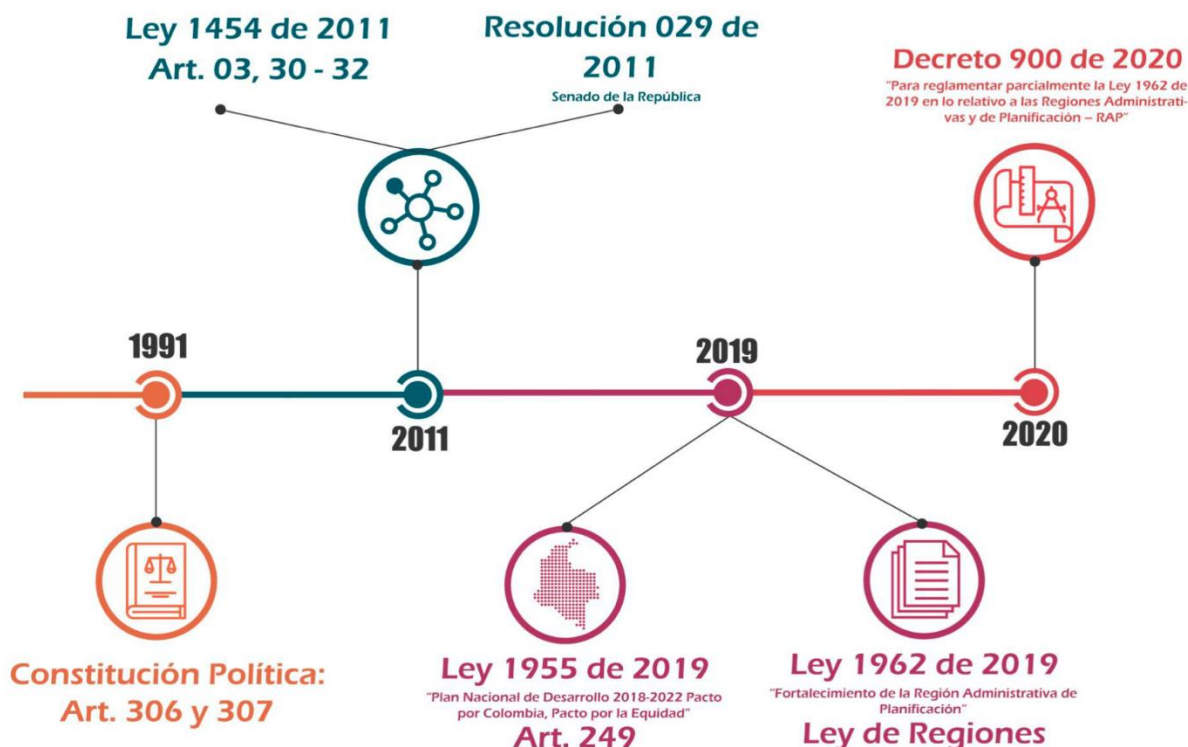 Ley 1454 de 2011
Art. 03, 30 - 32
Resolución 029 de
2011
Senado de la República
Decreto 900 de 2020
"Para reglamentar parcialmente la Ley 1962 de
2019 en lo relativo a las Regiones Administrati-
vas y de Planificación – RAP"
1991
2011
2019
2020
Constitución Política:
Art. 306 y 307
Ley 1955 de 2019
"Plan Nacional de Desarrollo 2018-2022 Pacto
por Colombia, Pacto por la Equidad"
Art. 249
Ley 1962 de 2019
"Fortalecimiento de la Región Administrativa de
Planificación"
Ley de Regiones